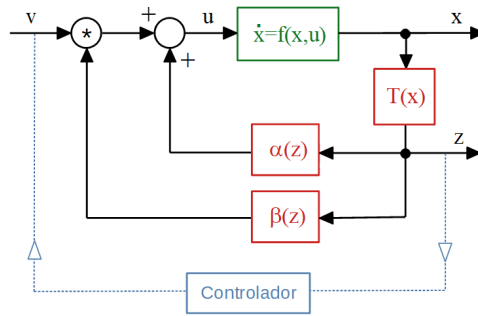 v
*
+
+
u
ẋ=f(x,u)
x
T(x)
z
α(z)
β(z)
Controlador